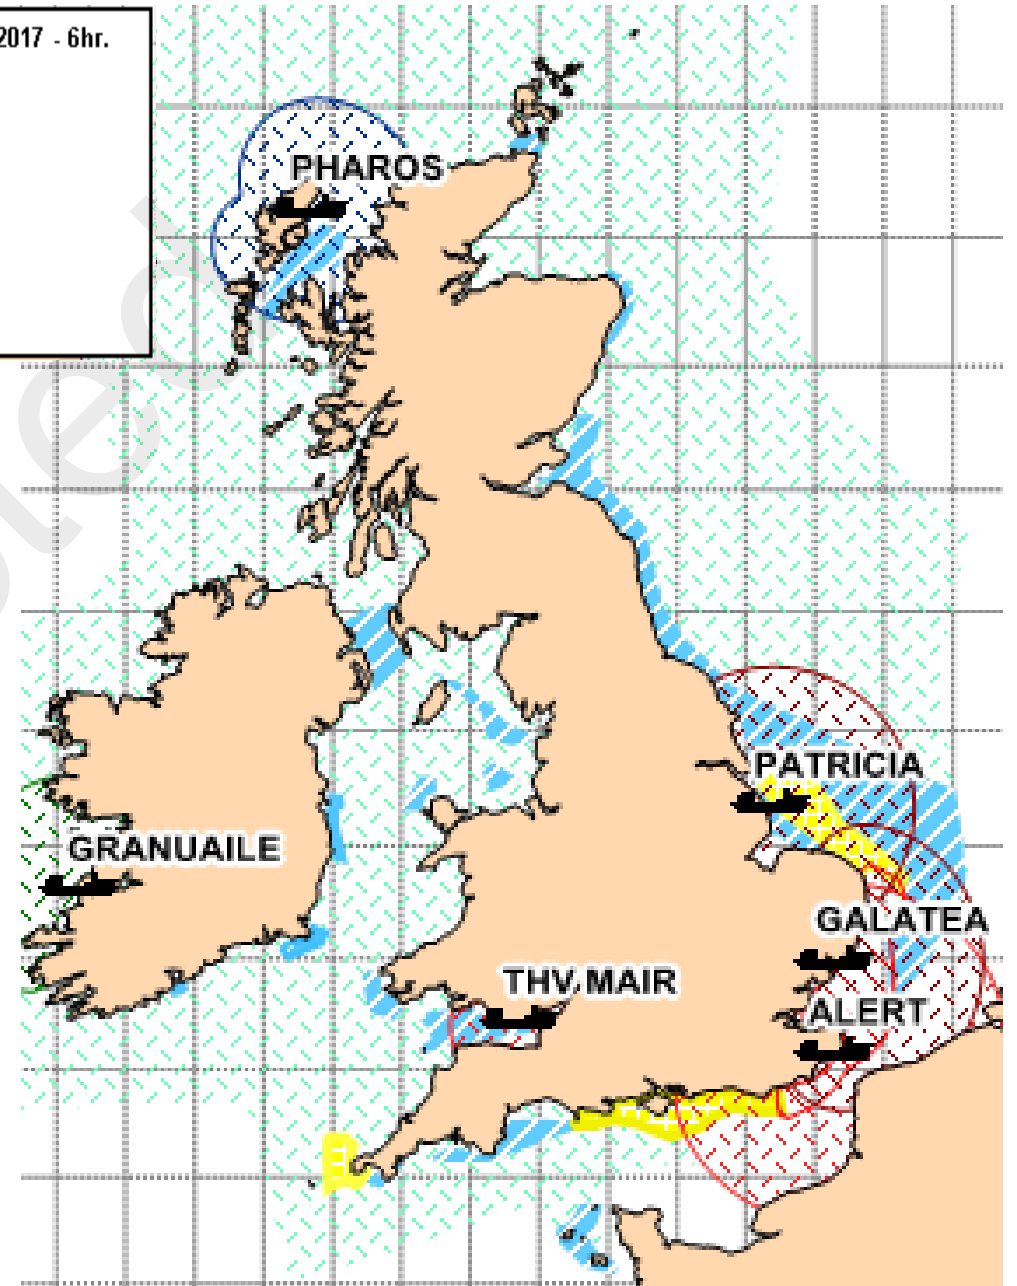 2017 - 6hr.
PHAROS
PATRICIA
GRANUAILE
GALATEA
THV MAIR
ALERT